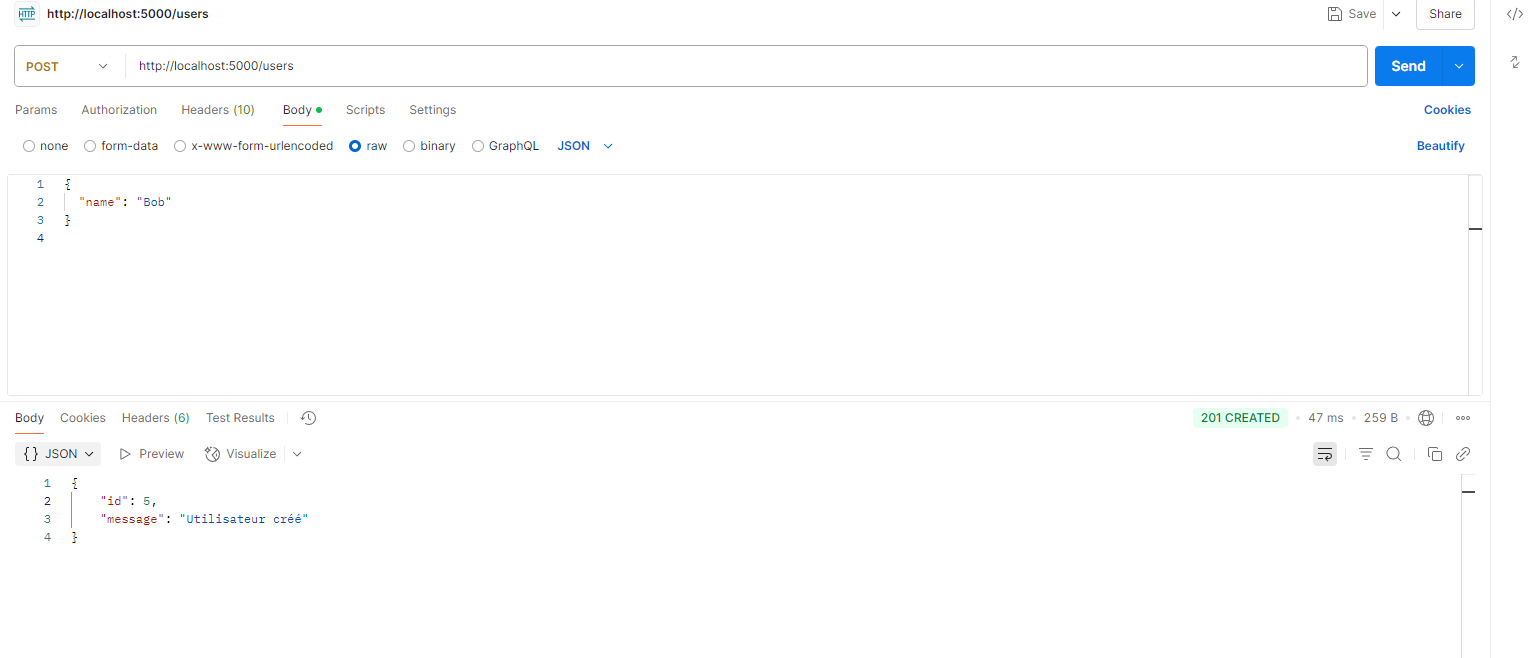 HTTP http://localhost:5000/users Save Share </>
POST http://localhost:5000/users Send
Params Authorization Headers (10) Body Scripts Settings Cookies
none form-data x-www-form-urlencoded raw binary GraphQL JSON Beautify
1 {
2 "name": "Bob"
3 }
4
Body Cookies Headers (6) Test Results 201 CREATED • 47 ms • 259 B •
{} JSON Preview Visualize
1 {
2 "id": 5,
3 "message": "Utilisateur créé"
4 }